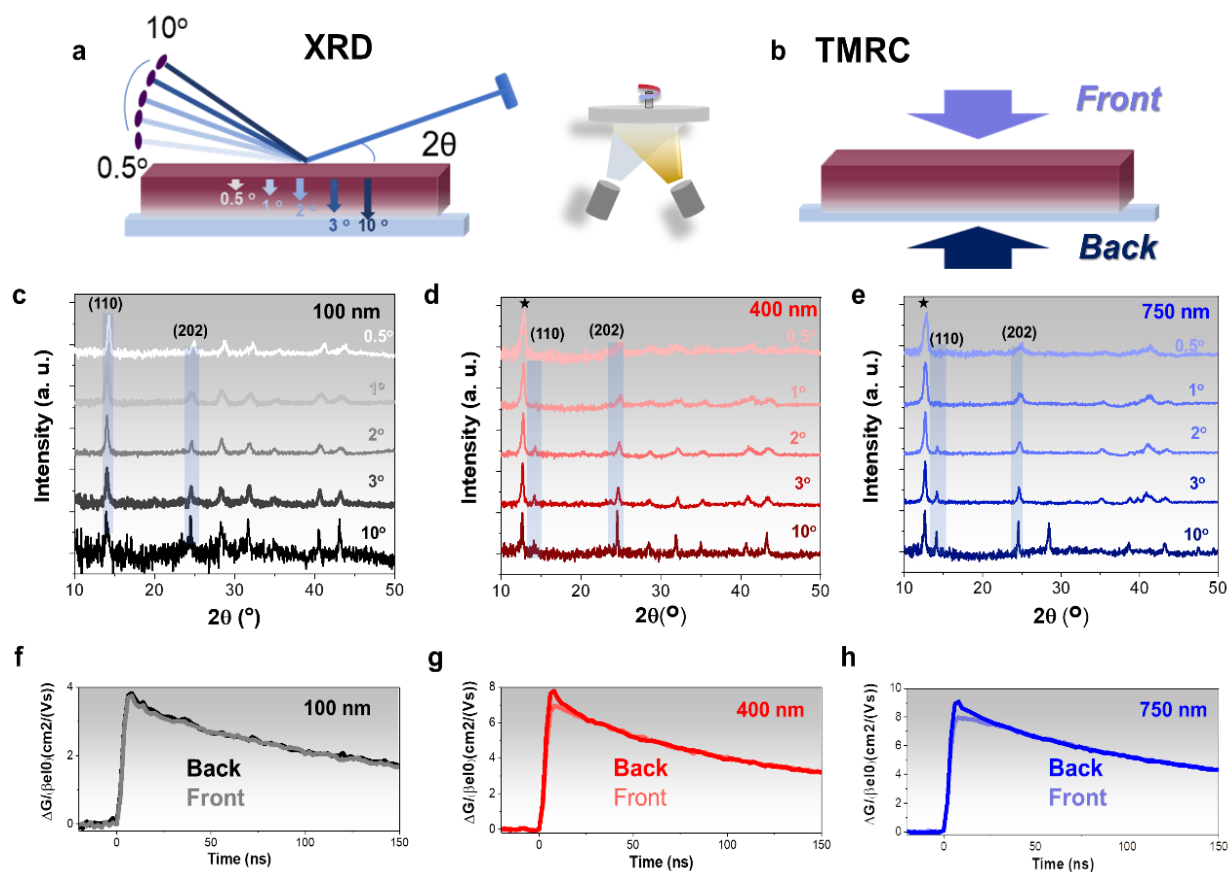 a
XRD
b
TMRC
10°
0.5°
2θ
0.5 °
1 °
2 °
3 °
10 °
Front
Back
c
(110)
(202)
100 nm
0.5°
1°
2°
3°
10°
Intensity (a. u.)
10 20 30 40 50
2θ (°)
d
★
(110)
(202)
400 nm
0.5°
1°
2°
3°
10°
Intensity (a. u.)
10 20 30 40 50
2θ(°)
e
★
(110)
(202)
750 nm
0.5°
1°
2°
3°
10°
Intensity (a. u.)
10 20 30 40 50
2θ (°)
f
100 nm
Back
Front
ΔG/(βeI0)(cm2/(Vs)
4
2
0
0 50 100 150
Time (ns)
g
400 nm
Back
Front
ΔG/(βeI0)(cm2/(Vs)
8
6
4
2
0
0 50 100 150
Time (ns)
h
750 nm
Back
Front
ΔG/(βeI0)(cm2/(Vs)
10
8
6
4
2
0
0 50 100 150
Time (ns)